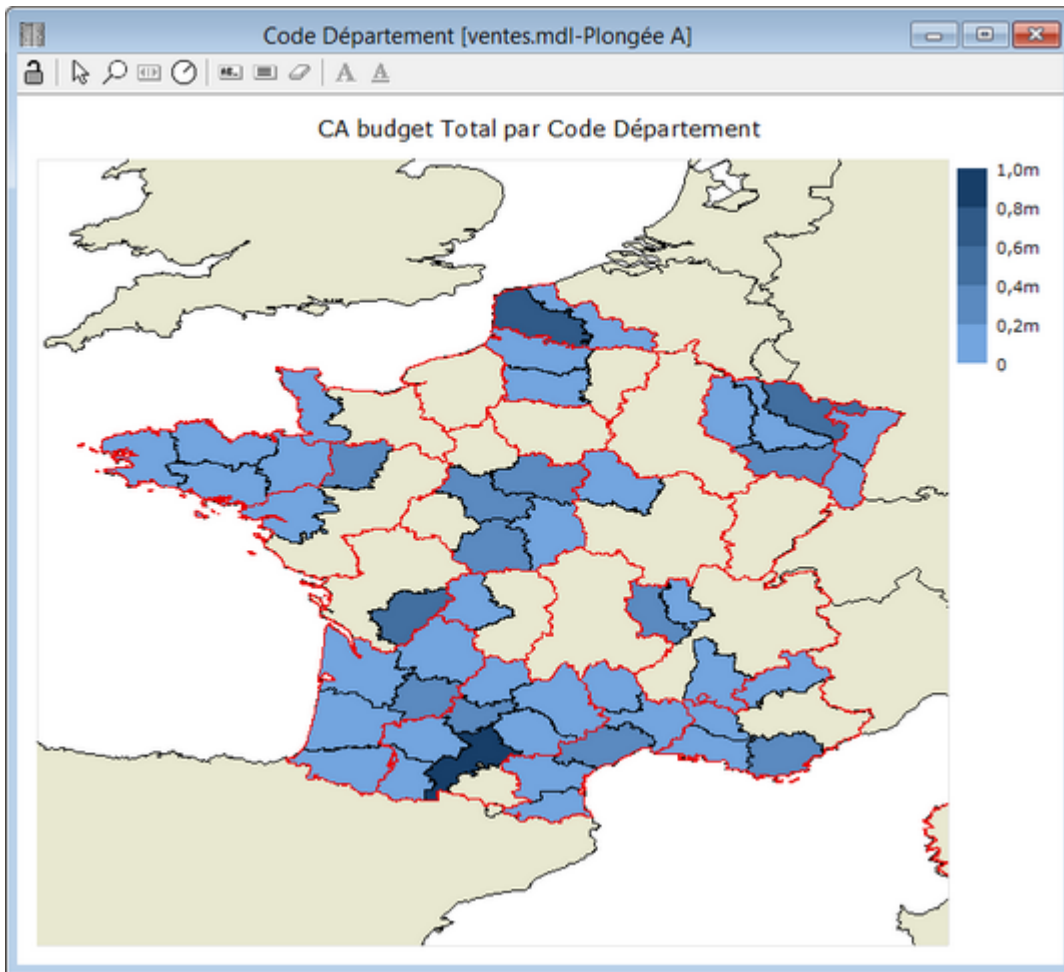 Code Département [ventes.mdl-Plongée A]
A A
CA budget Total par Code Département
1,0m
0,8m
0,6m
0,4m
0,2m
0